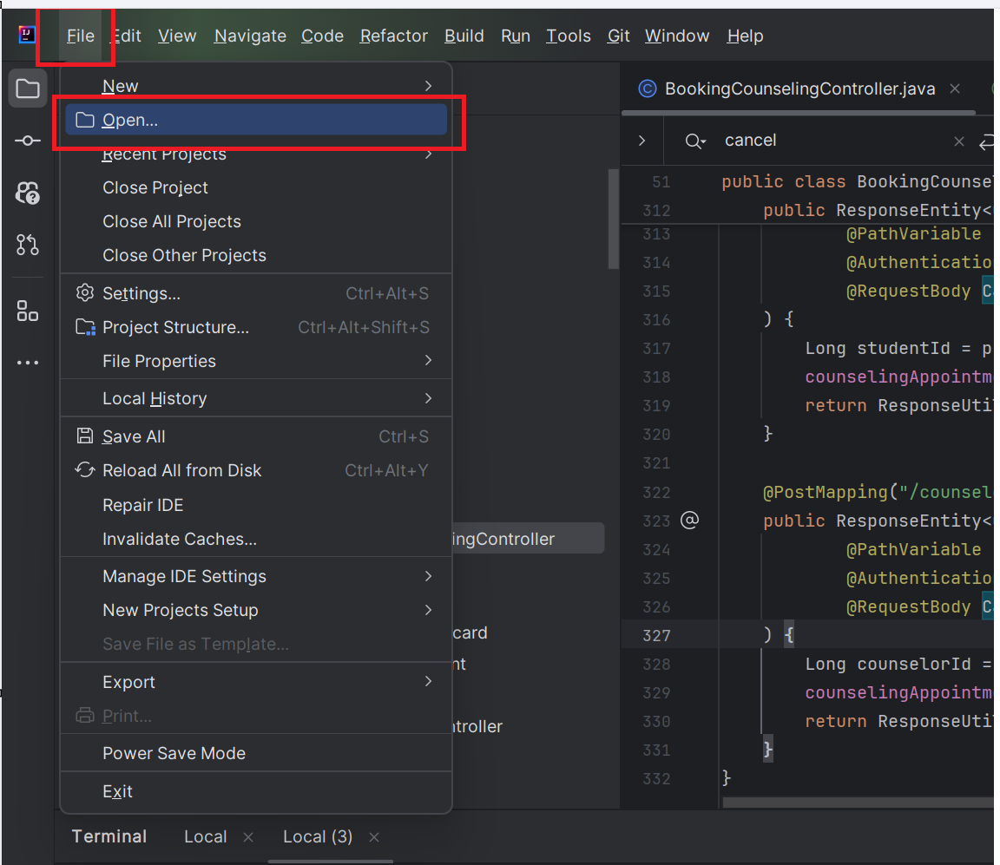 File Edit View Navigate Code Refactor Build Run Tools Git Window Help
New
Open...
Recent Projects
Close Project
Close All Projects
Close Other Projects
Settings... Ctrl+Alt+S
Project Structure... Ctrl+Alt+Shift+S
File Properties
Local History
Save All Ctrl+S
Reload All from Disk Ctrl+Alt+Y
Repair IDE
Invalidate Caches...
Manage IDE Settings
New Projects Setup
Save File as Template...
Export
Print...
Power Save Mode
Exit
ingController
card
nt
ntroller
BookingCounselingController.java
cancel
51 public class BookingCounse
312 public ResponseEntity<
313 @PathVariable
314 @Authenticatio
315 @RequestBody C
316 ) {
317 Long studentId = p
318 counselingAppointm
319 return ResponseUti
320 }
321
322 @PostMapping("/counsel
323 @ public ResponseEntity<
324 @PathVariable
325 @Authenticatio
326 @RequestBody C
327 ) {
328 Long counselorId =
329 counselingAppointm
330 return ResponseUti
331 }
332 }
Terminal Local Local (3)